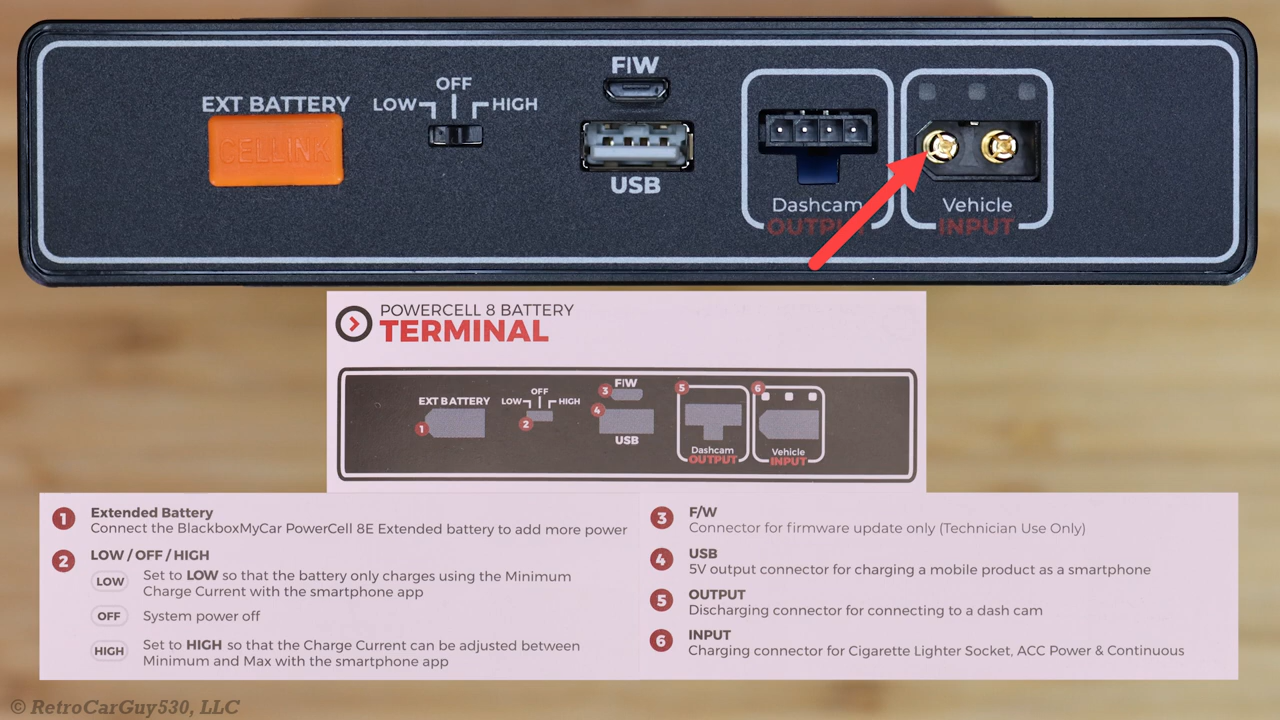 EXT BATTERY
CELLINK
OFF
LOW
HIGH
F/W
USB
Dashcam
OUTPUT
Vehicle
INPUT
POWERCELL 8 BATTERY
TERMINAL
EXT BATTERY
1
OFF
LOW
HIGH
2
3
F/W
4
USB
5
Dashcam
OUTPUT
6
Vehicle
INPUT
1 Extended Battery
Connect the BlackboxMyCar PowerCell 8E Extended battery to add more power
2 LOW / OFF / HIGH
LOW Set to LOW so that the battery only charges using the Minimum
Charge Current with the smartphone app
OFF System power off
HIGH Set to HIGH so that the Charge Current can be adjusted between
Minimum and Max with the smartphone app
3 F/W
Connector for firmware update only (Technician Use Only)
4 USB
5V output connector for charging a mobile product as a smartphone
5 OUTPUT
Discharging connector for connecting to a dash cam
6 INPUT
Charging connector for Cigarette Lighter Socket, ACC Power & Continuous
© RetroCarGuy530, LLC